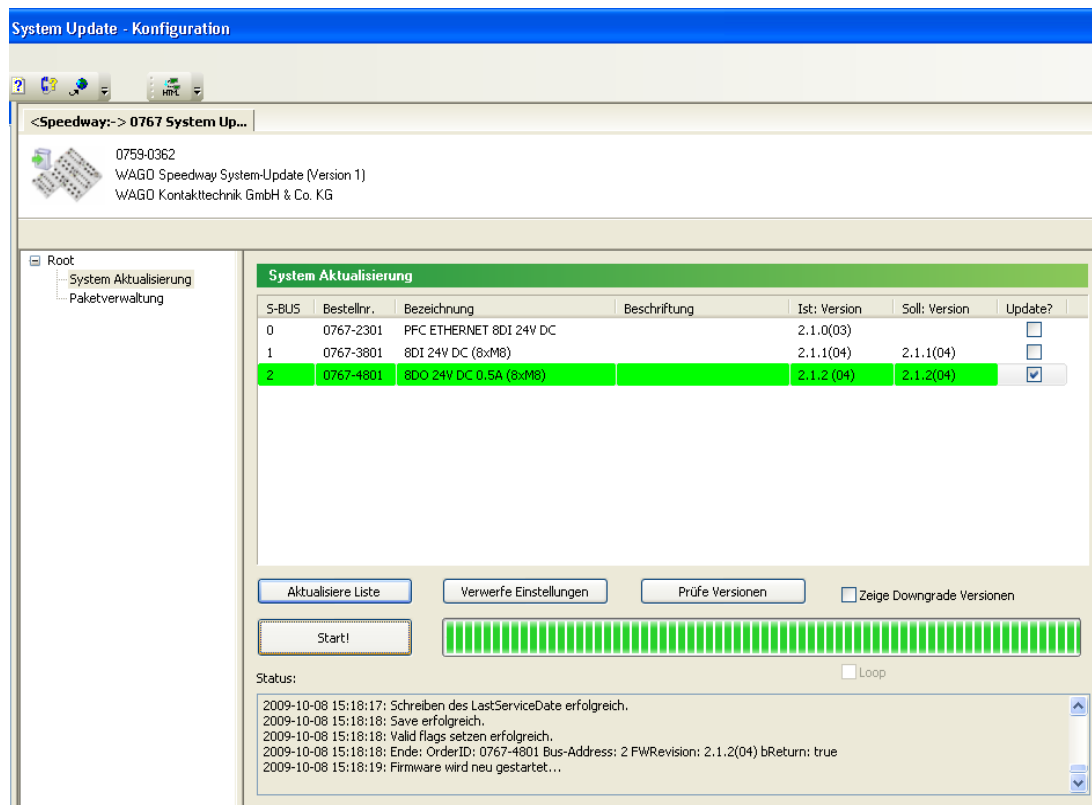 System Update - Konfiguration
HTML
<Speedway:-> 0767 System Up...
0759-0362
WAGO Speedway System-Update (Version 1)
WAGO Kontakttechnik GmbH & Co. KG
Root
System Aktualisierung
Paketverwaltung
System Aktualisierung
S-BUS Bestellnr. Bezeichnung Beschriftung Ist: Version Soll: Version Update?
0 0767-2301 PFC ETHERNET 8DI 24V DC 2.1.0(03)
1 0767-3801 8DI 24V DC (8xM8) 2.1.1(04) 2.1.1(04)
2 0767-4801 8DO 24V DC 0.5A (8xM8) 2.1.2 (04) 2.1.2(04)
Aktualisiere Liste Verwerfe Einstellungen Prüfe Versionen Zeige Downgrade Versionen
Start!
Loop
Status:
2009-10-08 15:18:17: Schreiben des LastServiceDate erfolgreich.
2009-10-08 15:18:18: Save erfolgreich.
2009-10-08 15:18:18: Valid flags setzen erfolgreich.
2009-10-08 15:18:18: Ende: OrderID: 0767-4801 Bus-Address: 2 FWRevision: 2.1.2(04) bReturn: true
2009-10-08 15:18:19: Firmware wird neu gestartet...